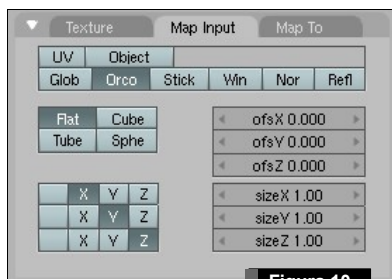 Texture Map Input Map To
UV Object
Glob Orco Stick Win Nor Refl
Flat Cube ofsX 0.000
Tube Sphe ofsY 0.000
ofsZ 0.000
X Y Z sizeX 1.00
X Y Z sizeY 1.00
X Y Z sizeZ 1.00